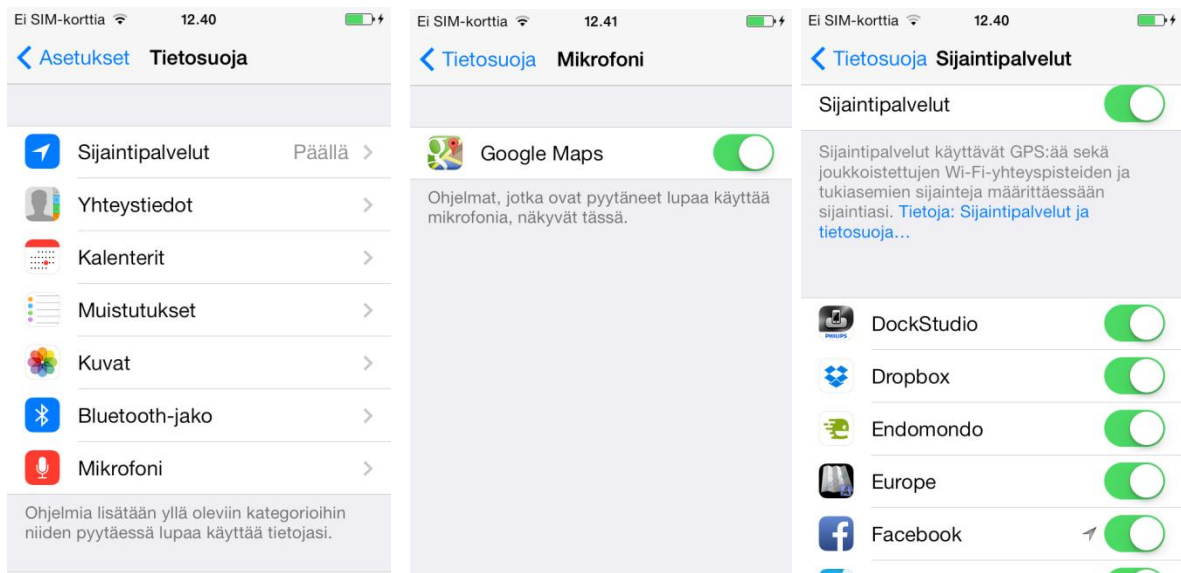 Ei SIM-korttia 12.40
Asetukset Tietosuoja
Sijaintipalvelut Päällä
Yhteystiedot
Kalenterit
Muistutukset
Kuvat
Bluetooth-jako
Mikrofoni
Ohjelmia lisätään yllä oleviin kategorioihin
niiden pyytäessä lupaa käyttää tietojasi.
Ei SIM-korttia 12.41
Tietosuoja Mikrofoni
Google Maps
Ohjelmat, jotka ovat pyytäneet lupaa käyttää
mikrofonia, näkyvät tässä.
Ei SIM-korttia 12.40
Tietosuoja Sijaintipalvelut
Sijaintipalvelut
Sijaintipalvelut käyttävät GPS:ää sekä
joukkoistettujen Wi-Fi-yhteyspisteiden ja
tukiasemien sijainteja määrittäessään
sijaintiasi. Tietoja: Sijaintipalvelut ja
tietosuoja…
PHILIPS DockStudio
Dropbox
Endomondo
Europe
Facebook